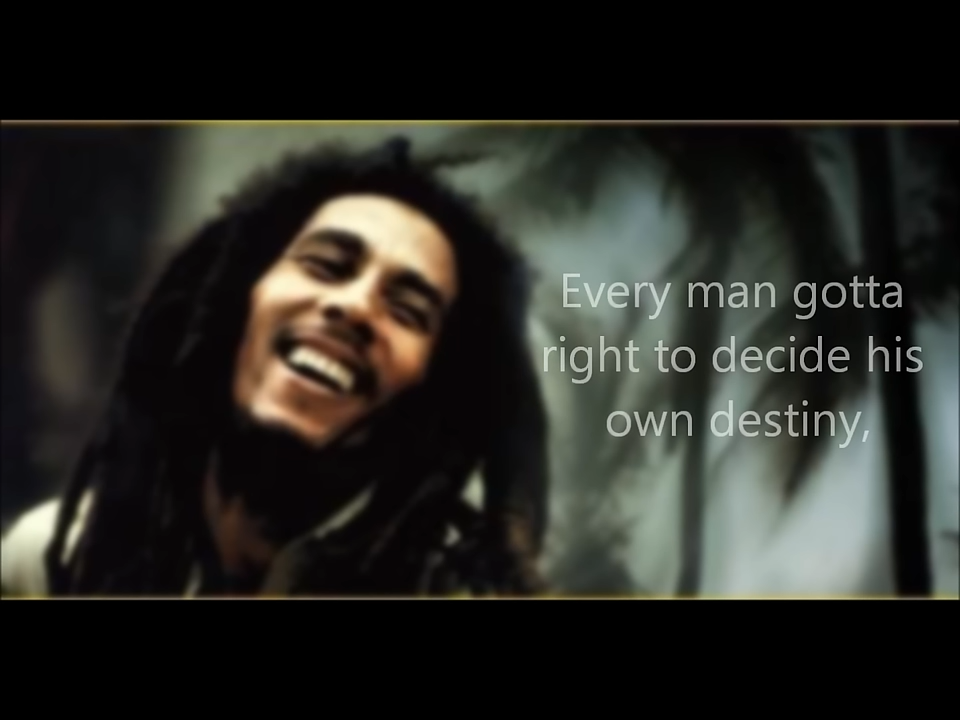 Every man gotta
right to decide his
own destiny,